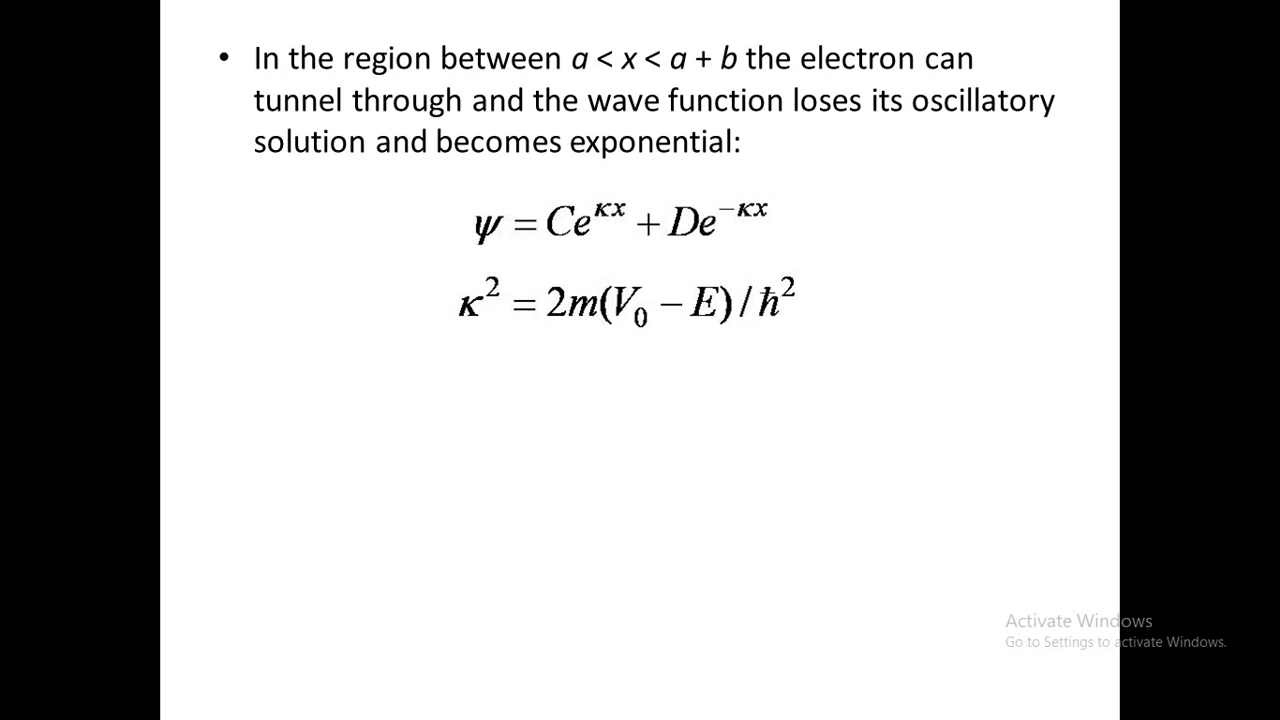 • In the region between a < x < a + b the electron can
tunnel through and the wave function loses its oscillatory
solution and becomes exponential:
ψ = Ce^{κx} + De^{−κx}
κ² = 2m(V₀ − E) / ħ²
Activate Windows
Go to Settings to activate Windows.